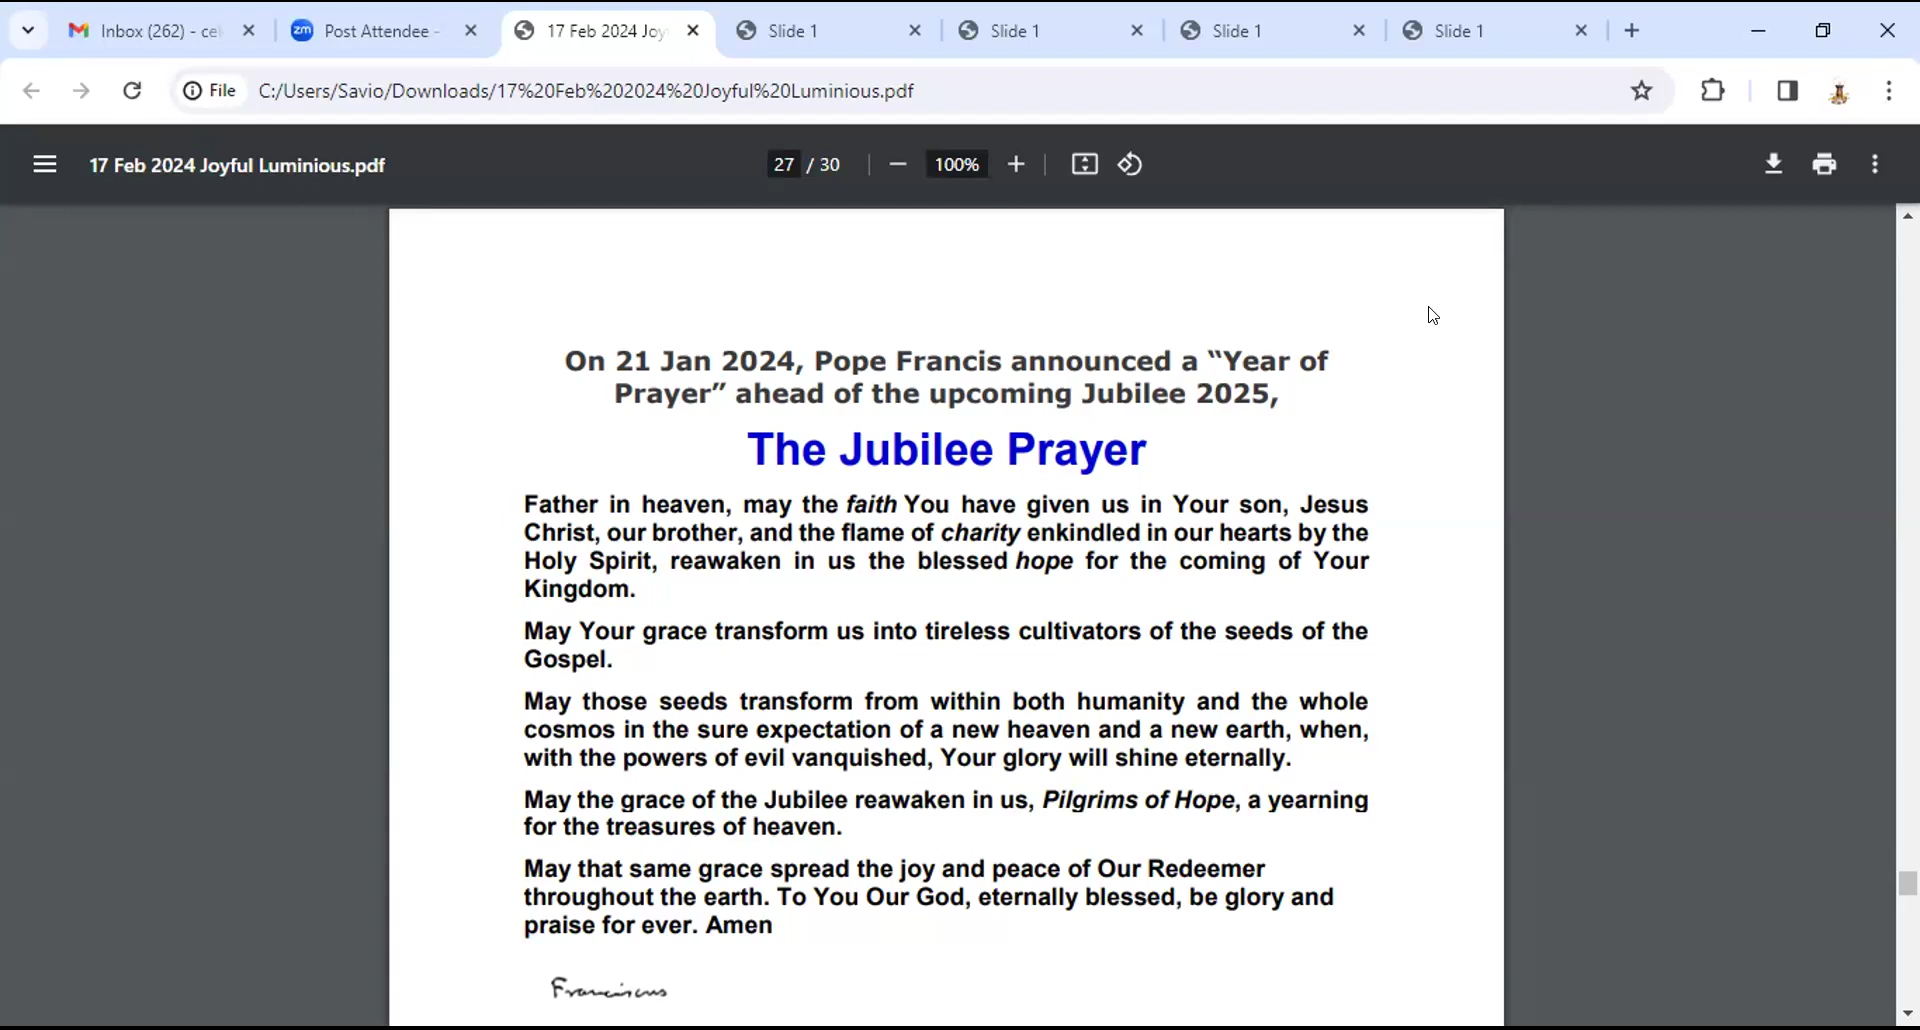 Inbox (262) - cel
Post Attendee -
17 Feb 2024 Joy
Slide 1
Slide 1
Slide 1
Slide 1
File
C:/Users/Savio/Downloads/17%20Feb%202024%20Joyful%20Luminious.pdf
17 Feb 2024 Joyful Luminious.pdf
27 / 30
100%
On 21 Jan 2024, Pope Francis announced a “Year of
Prayer” ahead of the upcoming Jubilee 2025,
The Jubilee Prayer
Father in heaven, may the faith You have given us in Your son, Jesus
Christ, our brother, and the flame of charity enkindled in our hearts by the
Holy Spirit, reawaken in us the blessed hope for the coming of Your
Kingdom.
May Your grace transform us into tireless cultivators of the seeds of the
Gospel.
May those seeds transform from within both humanity and the whole
cosmos in the sure expectation of a new heaven and a new earth, when,
with the powers of evil vanquished, Your glory will shine eternally.
May the grace of the Jubilee reawaken in us, Pilgrims of Hope, a yearning
for the treasures of heaven.
May that same grace spread the joy and peace of Our Redeemer
throughout the earth. To You Our God, eternally blessed, be glory and
praise for ever. Amen
Franciscus